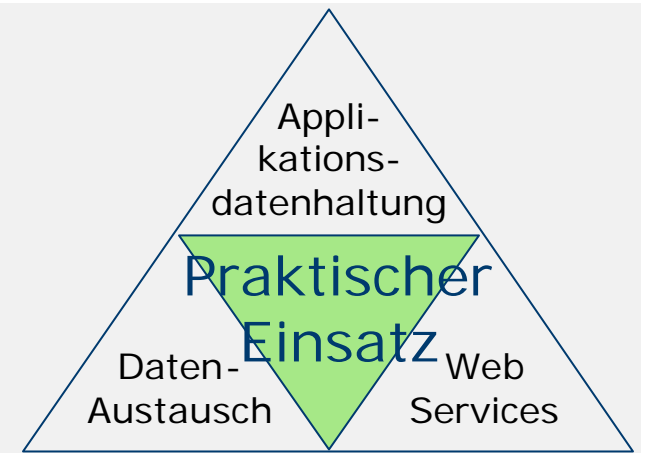 Appli-
kations-
datenhaltung
Praktischer
Einsatz
Daten-
Austausch
Web
Services